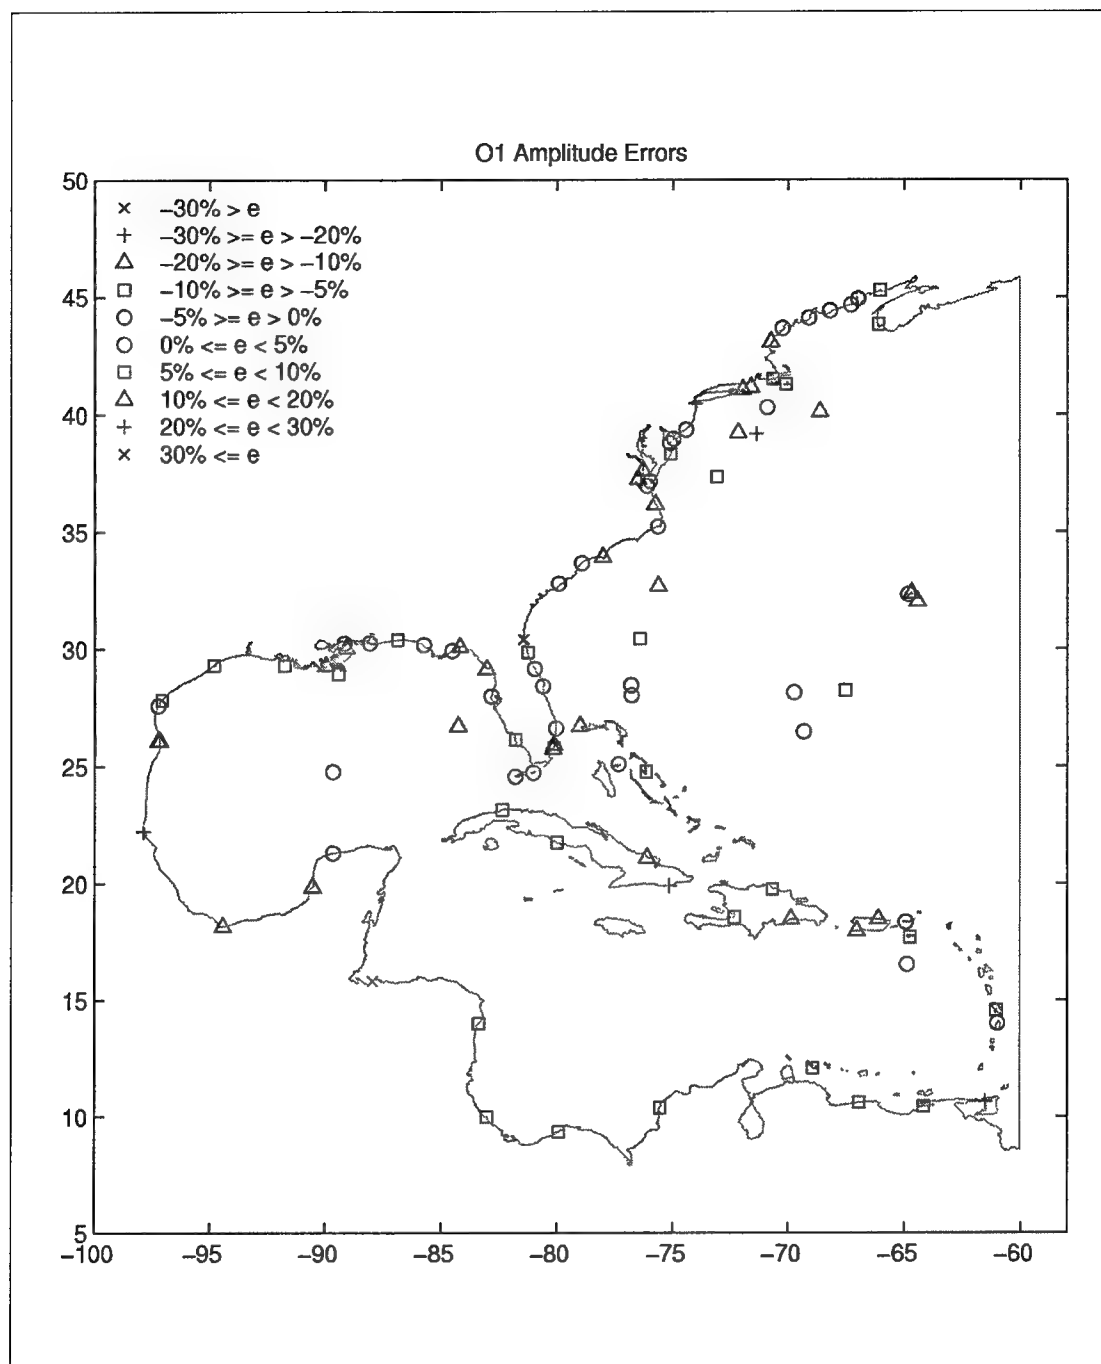 O1 Amplitude Errors
50
45
40
35
30
25
20
15
10
5
× −30% > e
+ −30% >= e > −20%
△ −20% >= e > −10%
□ −10% >= e > −5%
○ −5% >= e > 0%
○ 0% <= e < 5%
□ 5% <= e < 10%
△ 10% <= e < 20%
+ 20% <= e < 30%
× 30% <= e
−100 −95 −90 −85 −80 −75 −70 −65 −60